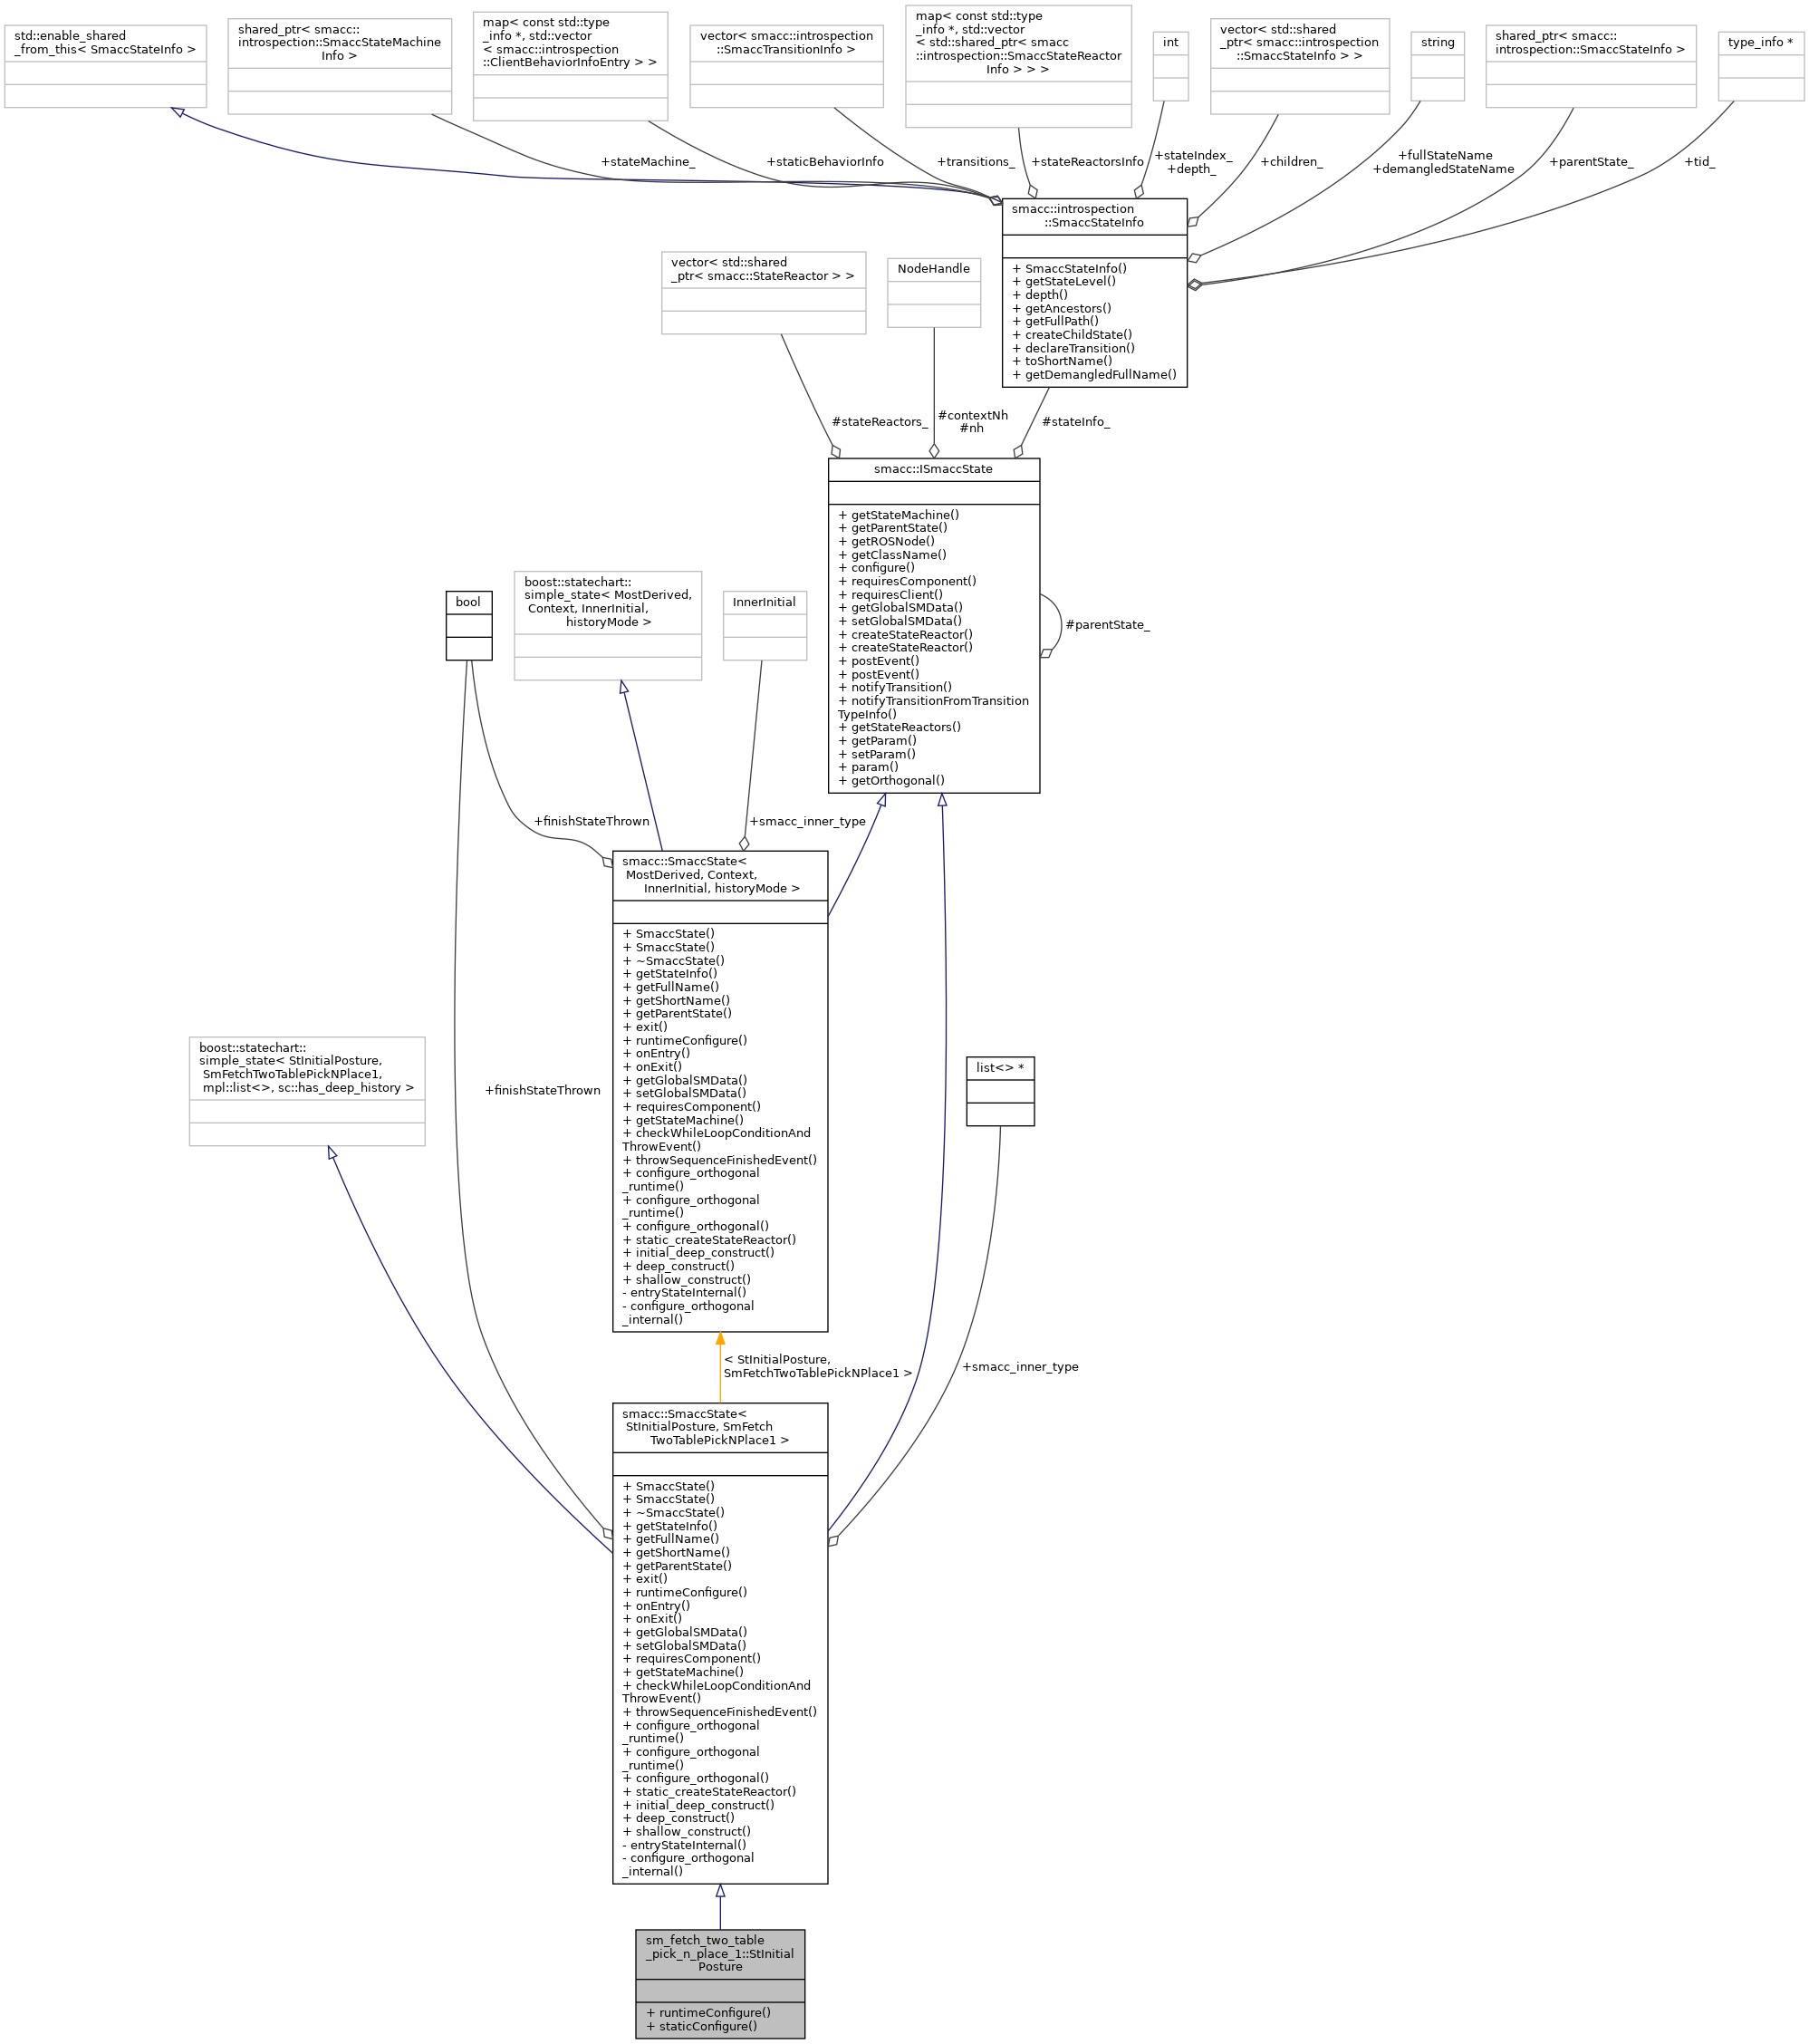 std::enable_shared
_from_this< SmaccStateInfo >
shared_ptr< smacc::
introspection::SmaccStateMachine
Info >
map< const std::type
_info *, std::vector
< smacc::introspection
::ClientBehaviorInfoEntry > >
vector< smacc::introspection
::SmaccTransitionInfo >
map< const std::type
_info *, std::vector
< std::shared_ptr< smacc
::introspection::SmaccStateReactor
Info > > >
int
vector< std::shared
_ptr< smacc::introspection
::SmaccStateInfo > >
string
shared_ptr< smacc::
introspection::SmaccStateInfo >
type_info *
+stateMachine_
+staticBehaviorInfo
+transitions_
+stateReactorsInfo
+stateIndex_
+depth_
+children_
+fullStateName
+demangledStateName
+parentState_
+tid_
smacc::introspection
::SmaccStateInfo
+ SmaccStateInfo()
+ getStateLevel()
+ depth()
+ getAncestors()
+ getFullPath()
+ createChildState()
+ declareTransition()
+ toShortName()
+ getDemangledFullName()
vector< std::shared
_ptr< smacc::StateReactor > >
NodeHandle
#stateReactors_
#contextNh
#nh
#stateInfo_
smacc::ISmaccState
+ getStateMachine()
+ getParentState()
+ getROSNode()
+ getClassName()
+ configure()
+ requiresComponent()
+ requiresClient()
+ getGlobalSMData()
+ setGlobalSMData()
+ createStateReactor()
+ createStateReactor()
+ postEvent()
+ postEvent()
+ notifyTransition()
+ notifyTransitionFromTransition
TypeInfo()
+ getStateReactors()
+ getParam()
+ setParam()
+ param()
+ getOrthogonal()
#parentState_
bool
boost::statechart::
simple_state< MostDerived,
Context, InnerInitial,
historyMode >
InnerInitial
+finishStateThrown
+smacc_inner_type
smacc::SmaccState<
MostDerived, Context,
InnerInitial, historyMode >
+ SmaccState()
+ SmaccState()
+ ~SmaccState()
+ getStateInfo()
+ getFullName()
+ getShortName()
+ getParentState()
+ exit()
+ runtimeConfigure()
+ onEntry()
+ onExit()
+ getGlobalSMData()
+ setGlobalSMData()
+ requiresComponent()
+ getStateMachine()
+ checkWhileLoopConditionAnd
ThrowEvent()
+ throwSequenceFinishedEvent()
+ configure_orthogonal
_runtime()
+ configure_orthogonal
_runtime()
+ configure_orthogonal()
+ static_createStateReactor()
+ initial_deep_construct()
+ deep_construct()
+ shallow_construct()
- entryStateInternal()
- configure_orthogonal
_internal()
boost::statechart::
simple_state< StInitialPosture,
SmFetchTwoTablePickNPlace1,
mpl::list<>, sc::has_deep_history >
+finishStateThrown
list<> *
< StInitialPosture,
SmFetchTwoTablePickNPlace1 >
+smacc_inner_type
smacc::SmaccState<
StInitialPosture, SmFetch
TwoTablePickNPlace1 >
+ SmaccState()
+ SmaccState()
+ ~SmaccState()
+ getStateInfo()
+ getFullName()
+ getShortName()
+ getParentState()
+ exit()
+ runtimeConfigure()
+ onEntry()
+ onExit()
+ getGlobalSMData()
+ setGlobalSMData()
+ requiresComponent()
+ getStateMachine()
+ checkWhileLoopConditionAnd
ThrowEvent()
+ throwSequenceFinishedEvent()
+ configure_orthogonal
_runtime()
+ configure_orthogonal
_runtime()
+ configure_orthogonal()
+ static_createStateReactor()
+ initial_deep_construct()
+ deep_construct()
+ shallow_construct()
- entryStateInternal()
- configure_orthogonal
_internal()
sm_fetch_two_table
_pick_n_place_1::StInitial
Posture
+ runtimeConfigure()
+ staticConfigure()